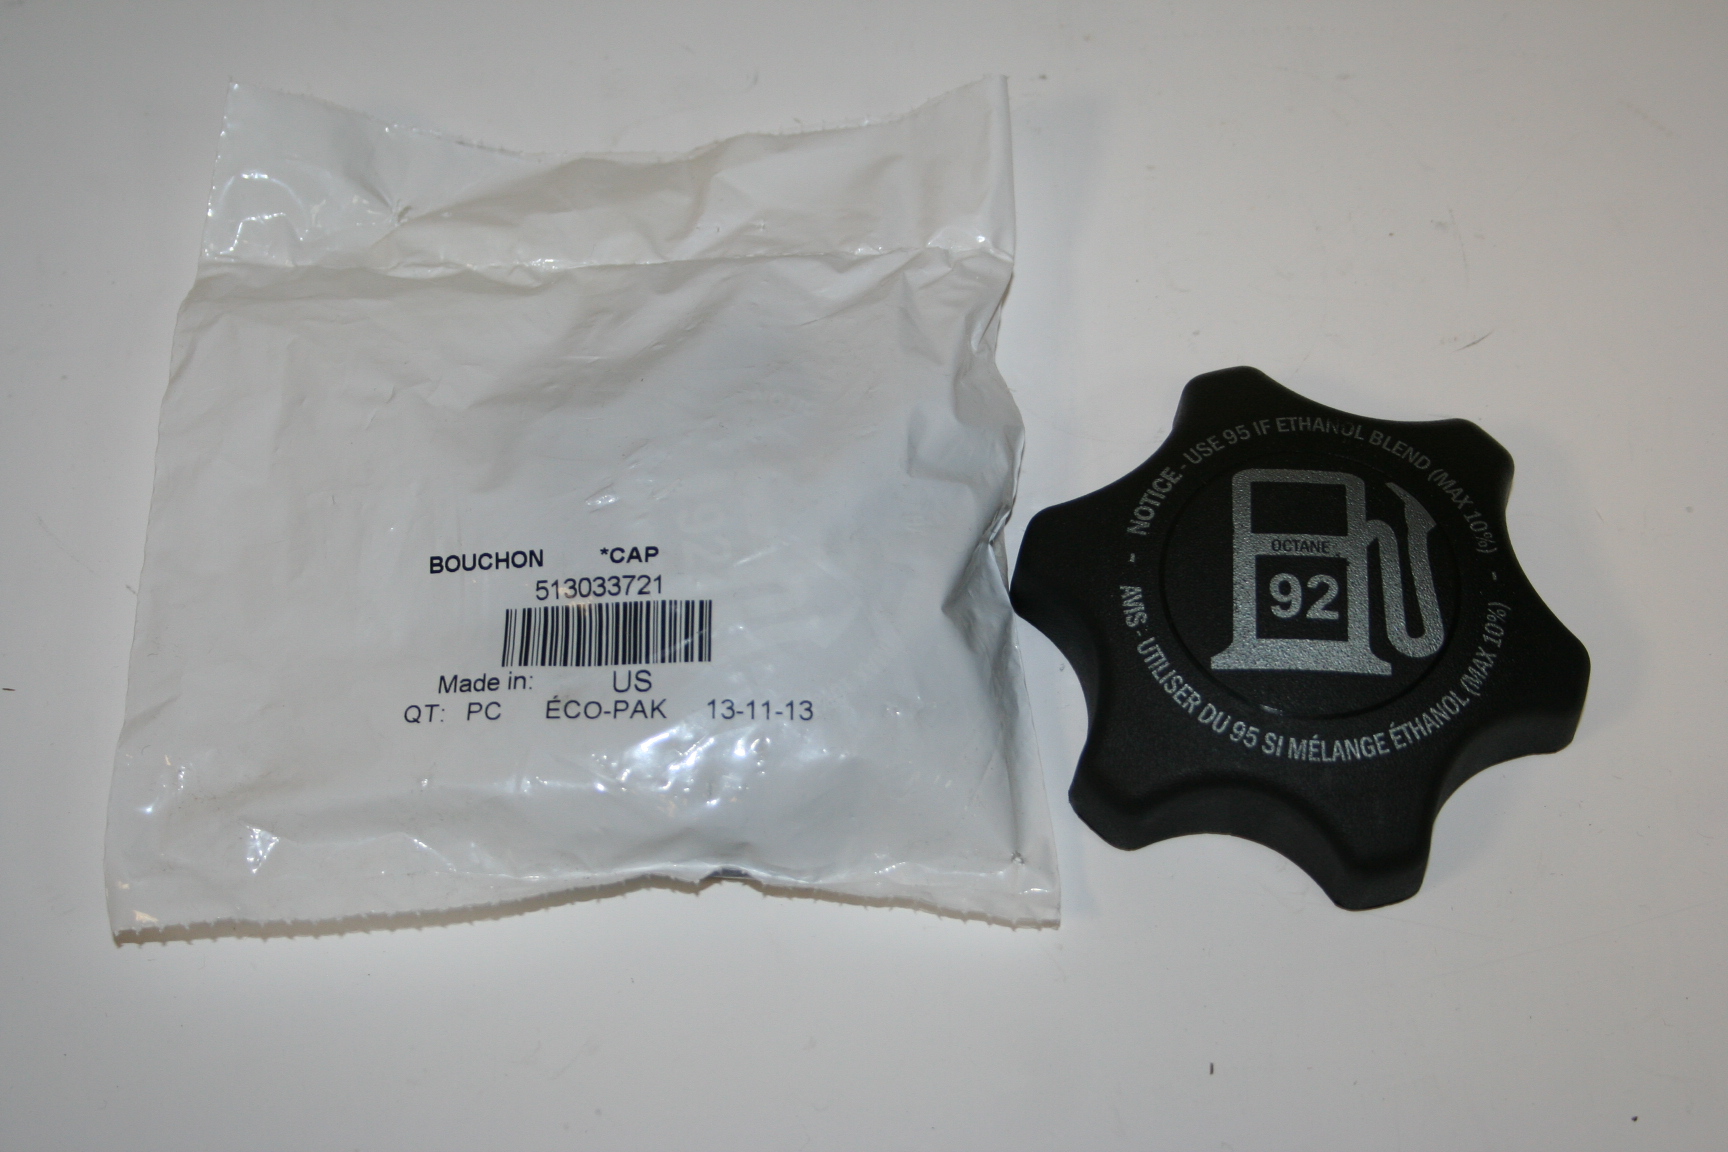 BOUCHON *CAP
513033721
Made in: US
QT: PC ÉCO-PAK 13-11-13
- NOTICE - USE 95 IF ETHANOL BLEND (MAX 10%) -
OCTANE
92
AVIS - UTILISER DU 95 SI MÉLANGE ÉTHANOL (MAX 10%)